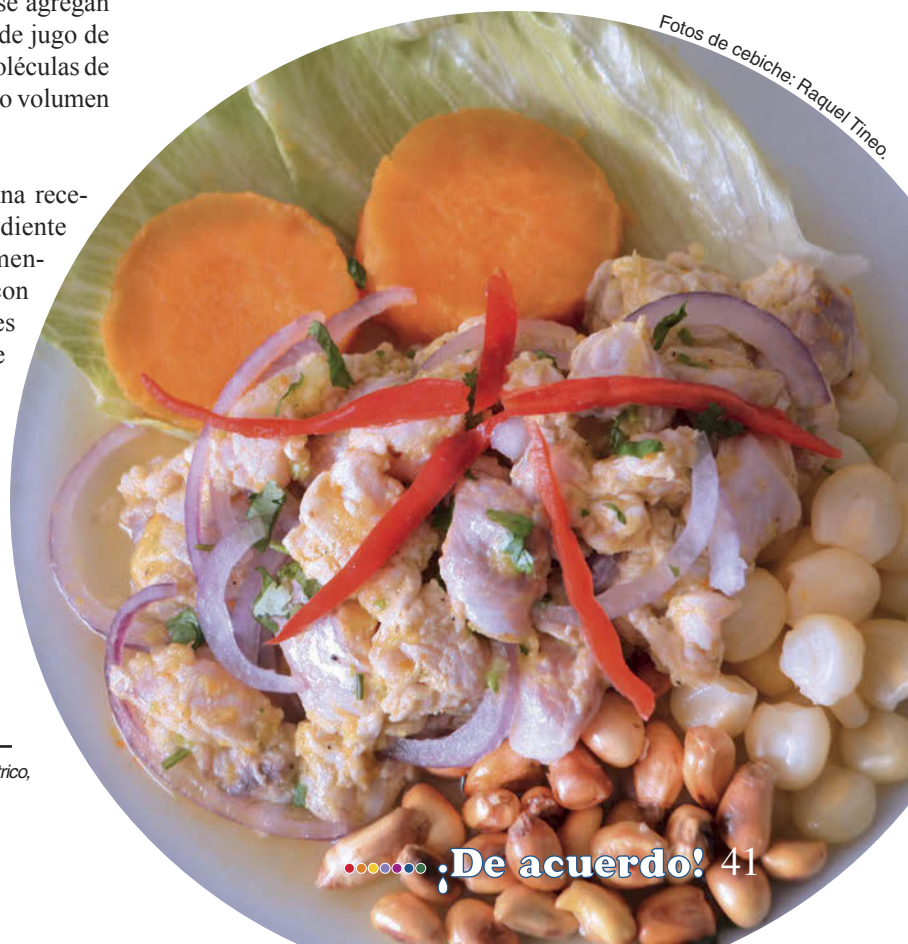 se agregan
de jugo de
oléculas de
o volumen
na rece-
diente
men-
con
es
e
Fotos de cebiche: Raquel Tineo.
trico,
¡De acuerdo! 41